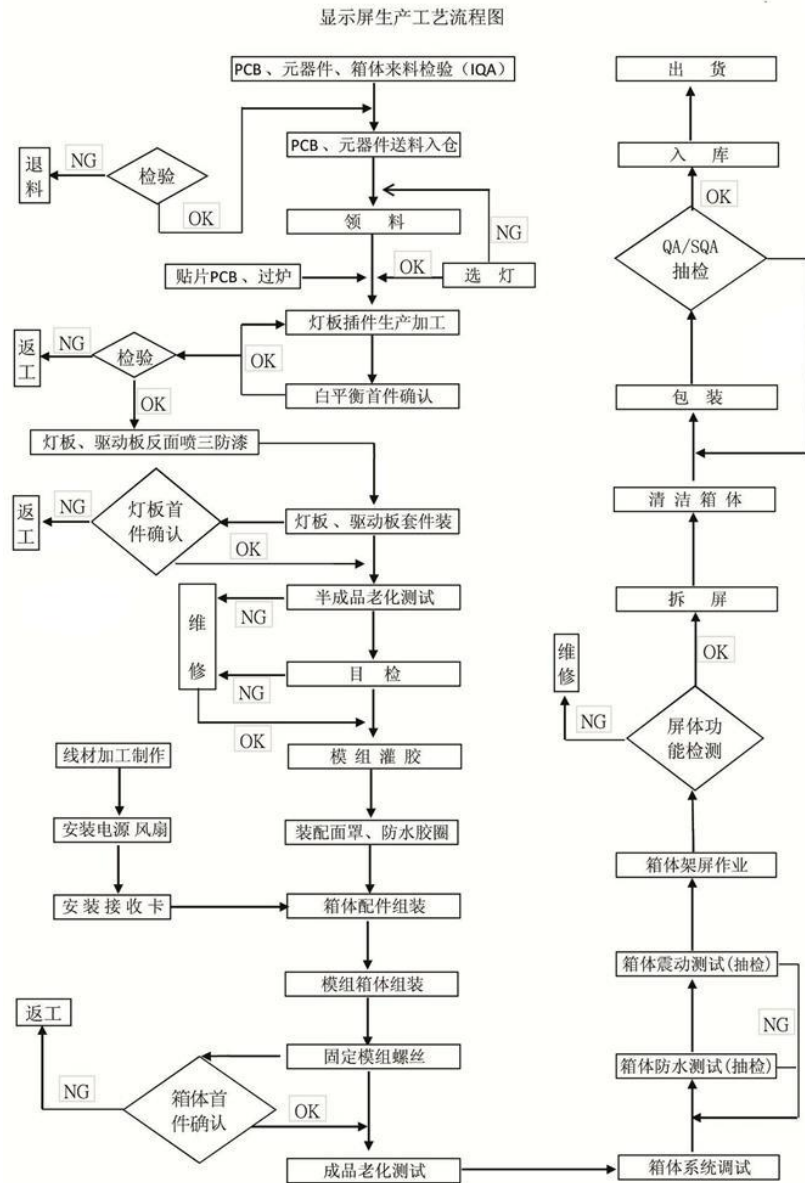 显示屏生产工艺流程图
PCB、元器件、箱体来料检验（IQA）
PCB、元器件送料入仓
退料
NG
检验
OK
领 料
NG
OK
选 灯
贴片PCB、过炉
灯板插件生产加工
返工
NG
检验
OK
OK
白平衡首件确认
灯板、驱动板反面喷三防漆
返工
NG
灯板首
件确认
OK
灯板、驱动板套件装
半成品老化测试
NG
维修
目 检
NG
OK
模 组 灌 胶
线材加工制作
安装电源 风扇
安 装 接 收 卡
装配面罩、防水胶圈
箱体配件组装
模组箱体组装
返工
NG
固定模组螺丝
箱体首
件确认
OK
成品老化测试
出 货
入 库
OK
QA/SQA
抽检
包 装
清 洁 箱 体
拆 屏
OK
维修
NG
屏体功
能检测
箱体架屏作业
箱体震动测试(抽检)
NG
箱体防水测试(抽检)
箱体系统调试